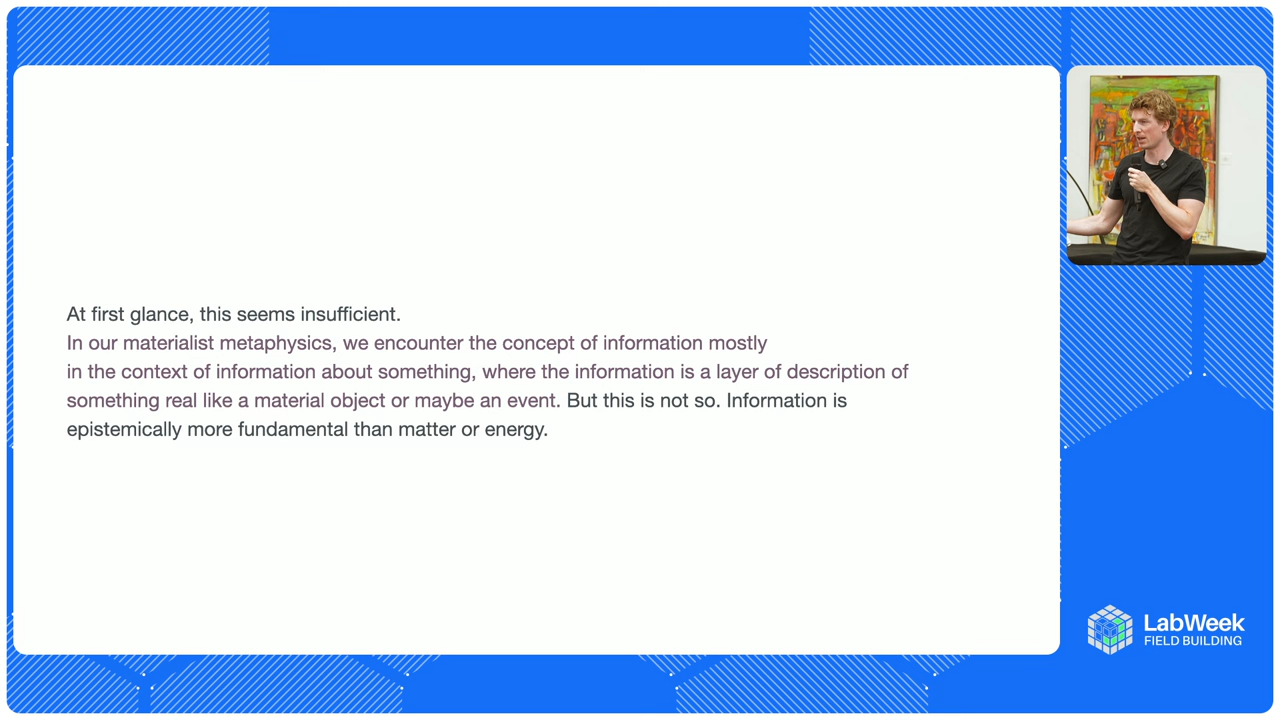 At first glance, this seems insufficient.
In our materialist metaphysics, we encounter the concept of information mostly
in the context of information about something, where the information is a layer of description of
something real like a material object or maybe an event. But this is not so. Information is
epistemically more fundamental than matter or energy.
LabWeek
FIELD BUILDING